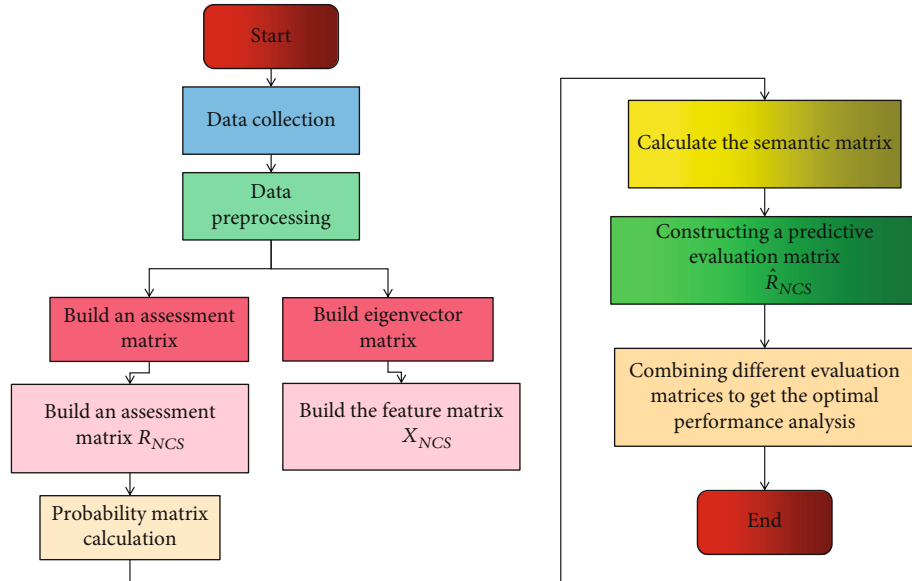 Start
Data collection
Data
preprocessing
Build an assessment
matrix
Build eigenvector
matrix
Build an assessment
matrix R_NCS
Build the feature matrix
X_NCS
Probability matrix
calculation
Calculate the semantic matrix
Constructing a predictive
evaluation matrix
R̂_NCS
Combining different evaluation
matrices to get the optimal
performance analysis
End